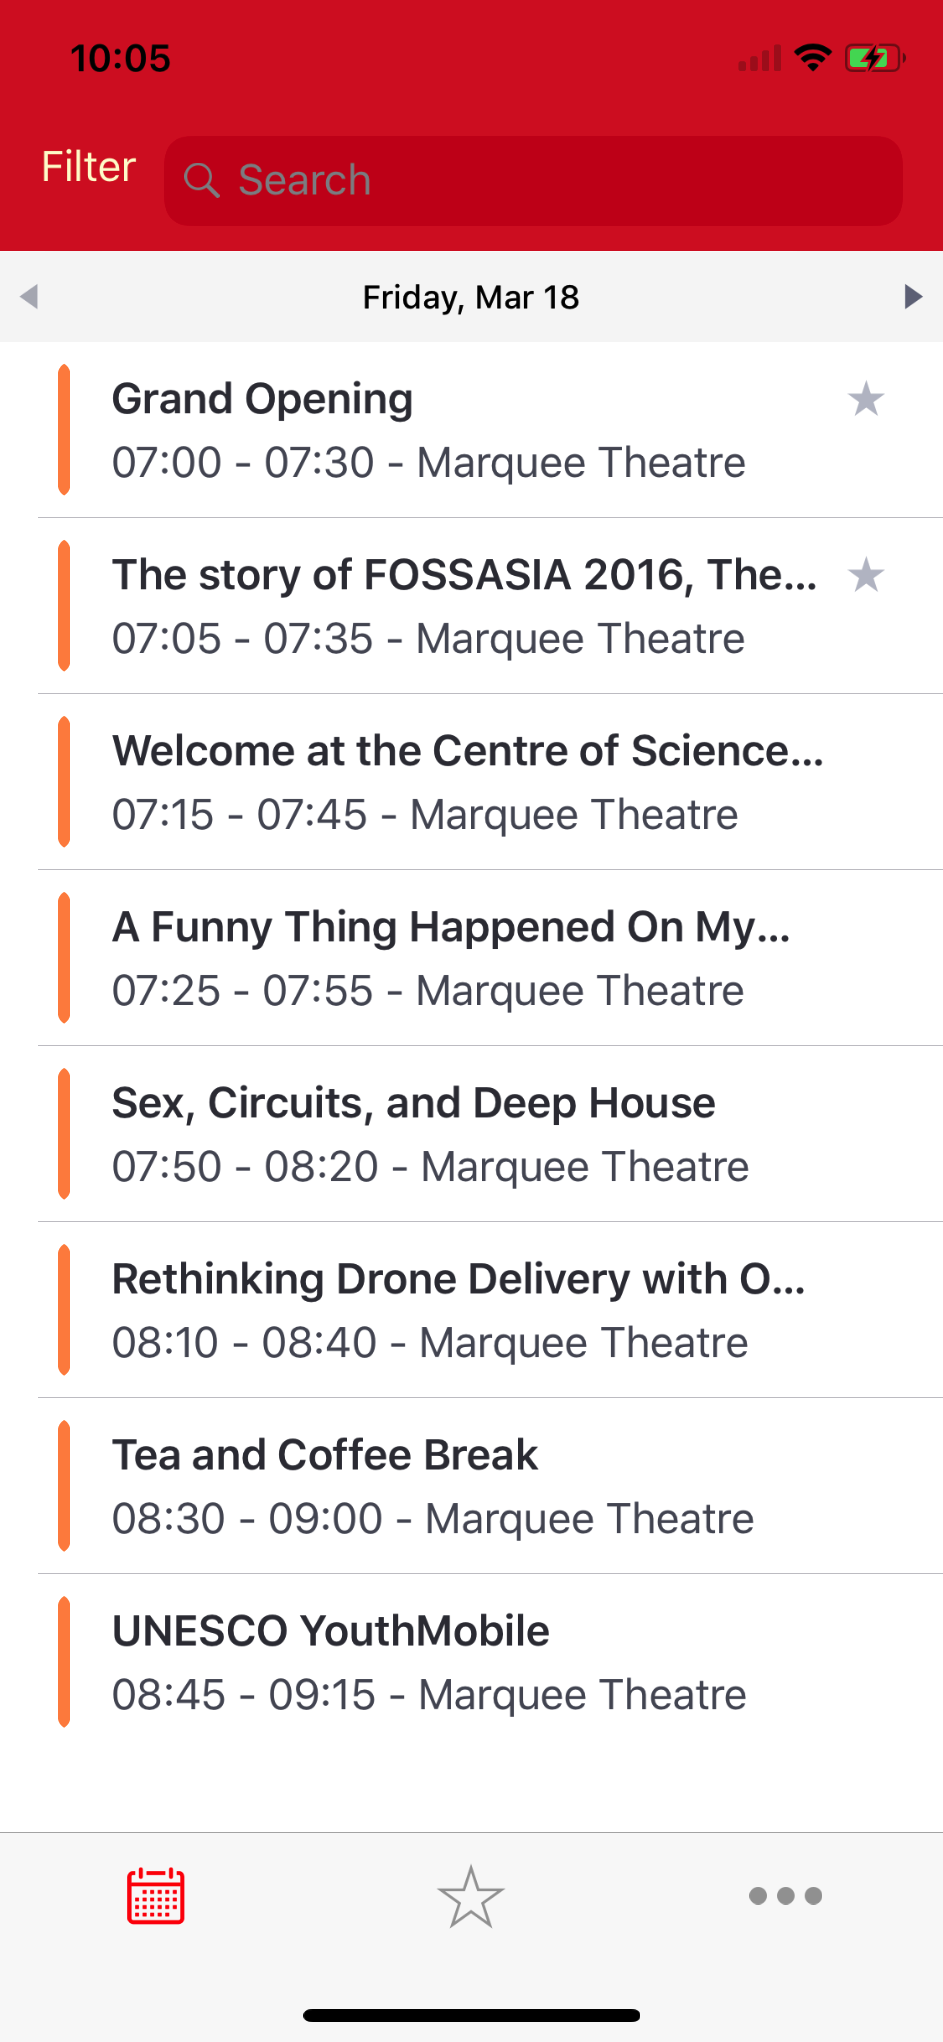 10:05
Filter
Search
Friday, Mar 18
Grand Opening
07:00 - 07:30 - Marquee Theatre
The story of FOSSASIA 2016, The...
07:05 - 07:35 - Marquee Theatre
Welcome at the Centre of Science...
07:15 - 07:45 - Marquee Theatre
A Funny Thing Happened On My...
07:25 - 07:55 - Marquee Theatre
Sex, Circuits, and Deep House
07:50 - 08:20 - Marquee Theatre
Rethinking Drone Delivery with O...
08:10 - 08:40 - Marquee Theatre
Tea and Coffee Break
08:30 - 09:00 - Marquee Theatre
UNESCO YouthMobile
08:45 - 09:15 - Marquee Theatre